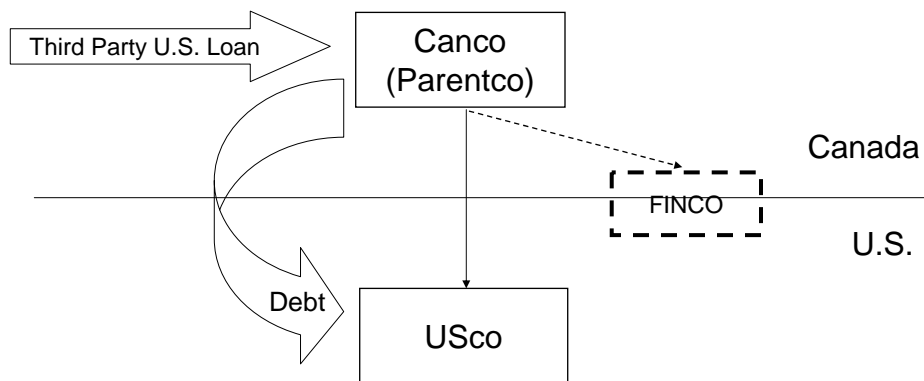 Third Party U.S. Loan
Canco
(Parentco)
Canada
FINCO
U.S.
Debt
USco